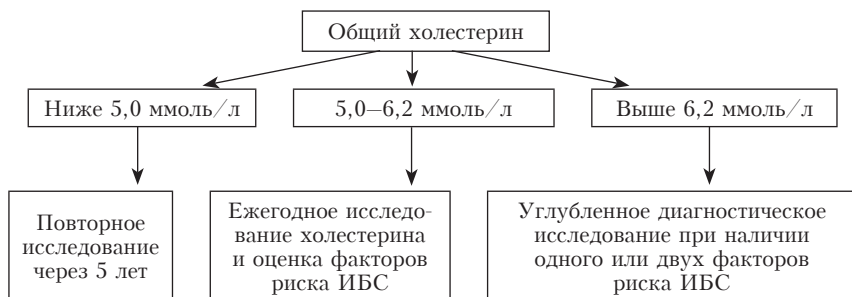 Общий холестерин
Ниже 5,0 ммоль/л
5,0–6,2 ммоль/л
Выше 6,2 ммоль/л
Повторное
исследование
через 5 лет
Ежегодное исследо-
вание холестерина
и оценка факторов
риска ИБС
Углубленное диагностическое
исследование при наличии
одного или двух факторов
риска ИБС